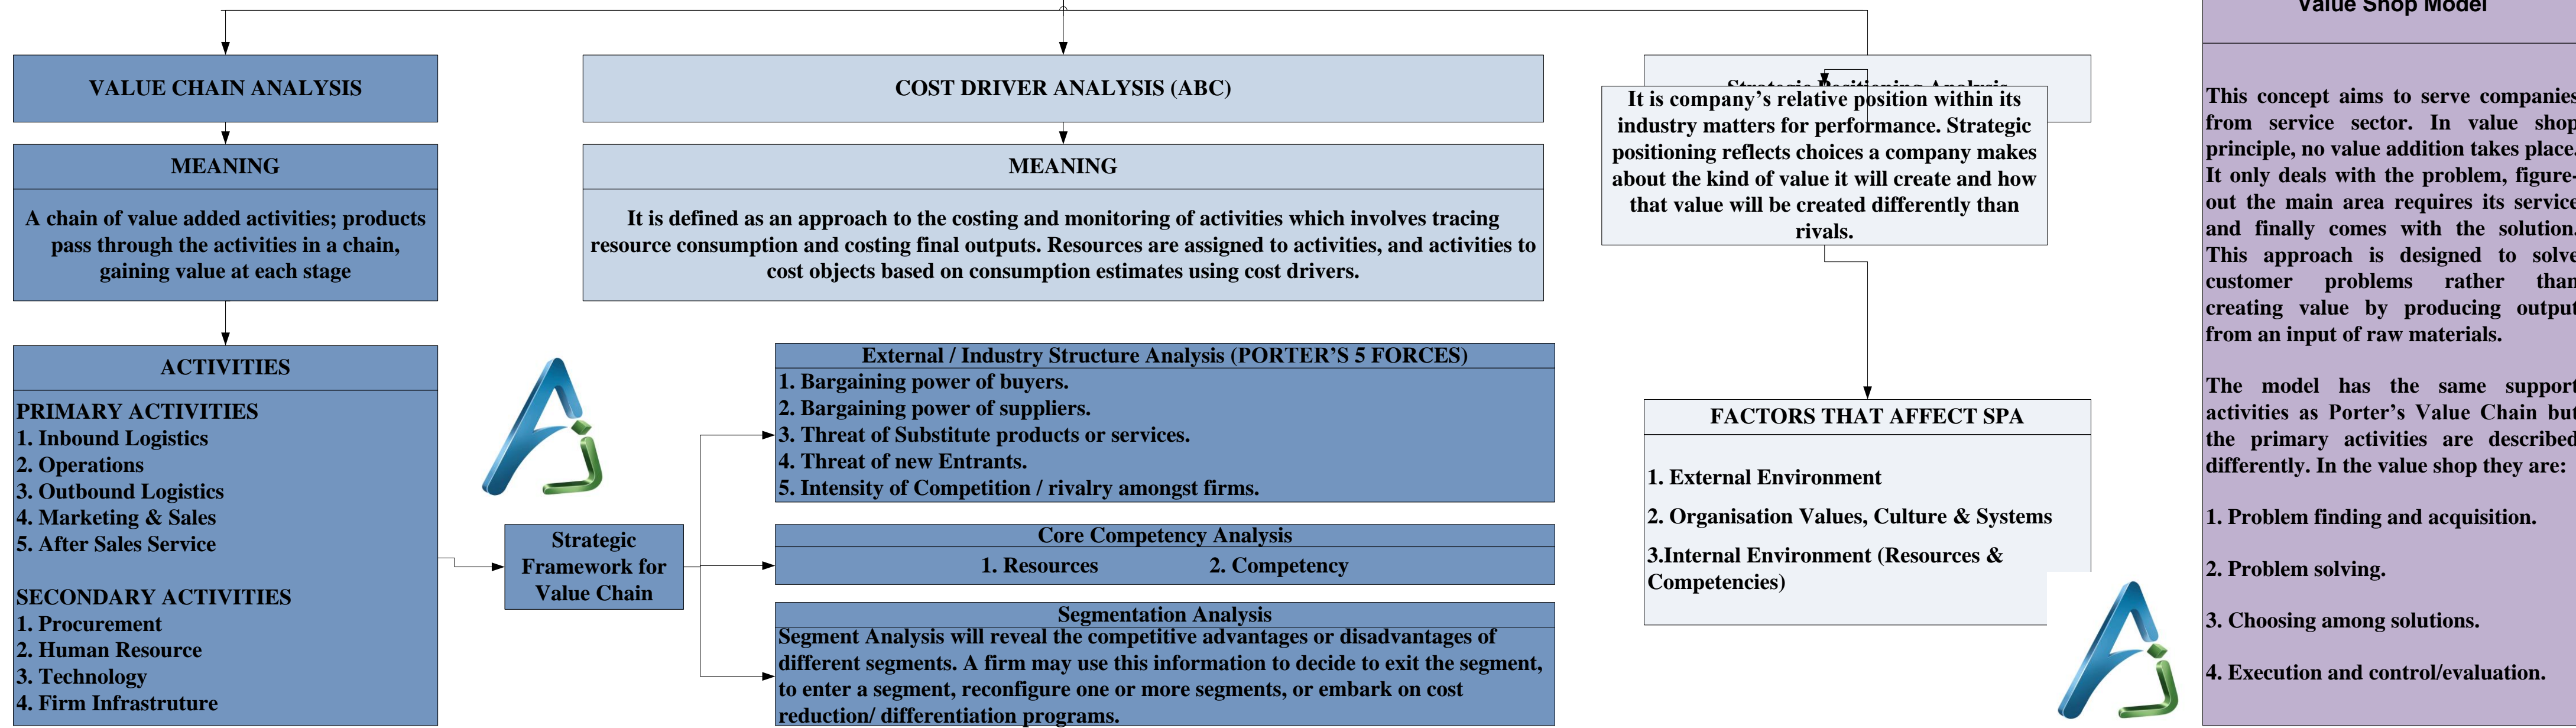 VALUE CHAIN ANALYSIS
MEANING
A chain of value added activities; products
pass through the activities in a chain,
gaining value at each stage
ACTIVITIES
PRIMARY ACTIVITIES
1. Inbound Logistics
2. Operations
3. Outbound Logistics
4. Marketing & Sales
5. After Sales Service
SECONDARY ACTIVITIES
1. Procurement
2. Human Resource
3. Technology
4. Firm Infrastruture
Strategic
Framework for
Value Chain
COST DRIVER ANALYSIS (ABC)
MEANING
It is defined as an approach to the costing and monitoring of activities which involves tracing
resource consumption and costing final outputs. Resources are assigned to activities, and activities to
cost objects based on consumption estimates using cost drivers.
External / Industry Structure Analysis (PORTER’S 5 FORCES)
1. Bargaining power of buyers.
2. Bargaining power of suppliers.
3. Threat of Substitute products or services.
4. Threat of new Entrants.
5. Intensity of Competition / rivalry amongst firms.
Core Competency Analysis
1. Resources 2. Competency
Segmentation Analysis
Segment Analysis will reveal the competitive advantages or disadvantages of
different segments. A firm may use this information to decide to exit the segment,
to enter a segment, reconfigure one or more segments, or embark on cost
reduction/ differentiation programs.
Strategic Positioning Analysis
It is company’s relative position within its
industry matters for performance. Strategic
positioning reflects choices a company makes
about the kind of value it will create and how
that value will be created differently than
rivals.
FACTORS THAT AFFECT SPA
1. External Environment
2. Organisation Values, Culture & Systems
3.Internal Environment (Resources &
Competencies)
Value Shop Model
This concept aims to serve companies
from service sector. In value shop
principle, no value addition takes place.
It only deals with the problem, figure-
out the main area requires its service
and finally comes with the solution.
This approach is designed to solve
customer problems rather than
creating value by producing output
from an input of raw materials.
The model has the same support
activities as Porter’s Value Chain but
the primary activities are described
differently. In the value shop they are:
1. Problem finding and acquisition.
2. Problem solving.
3. Choosing among solutions.
4. Execution and control/evaluation.